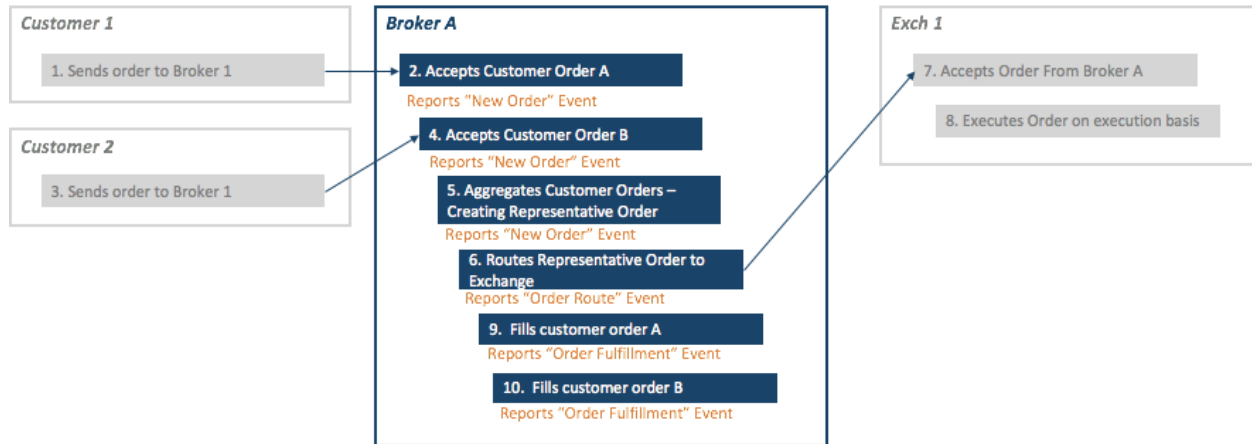 Customer 1
1. Sends order to Broker 1
Customer 2
3. Sends order to Broker 1
Broker A
2. Accepts Customer Order A
Reports "New Order" Event
4. Accepts Customer Order B
Reports "New Order" Event
5. Aggregates Customer Orders –
Creating Representative Order
Reports "New Order" Event
6. Routes Representative Order to
Exchange
Reports "Order Route" Event
9. Fills customer order A
Reports "Order Fulfillment" Event
10. Fills customer order B
Reports "Order Fulfillment" Event
Exch 1
7. Accepts Order From Broker A
8. Executes Order on execution basis